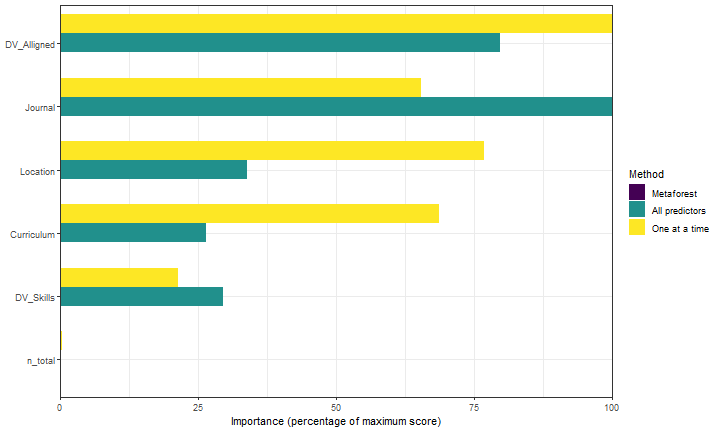 DV_Alligned
Journal
Location
Curriculum
DV_Skills
n_total
0 25 50 75 100
Importance (percentage of maximum score)
Method
Metaforest
All predictors
One at a time